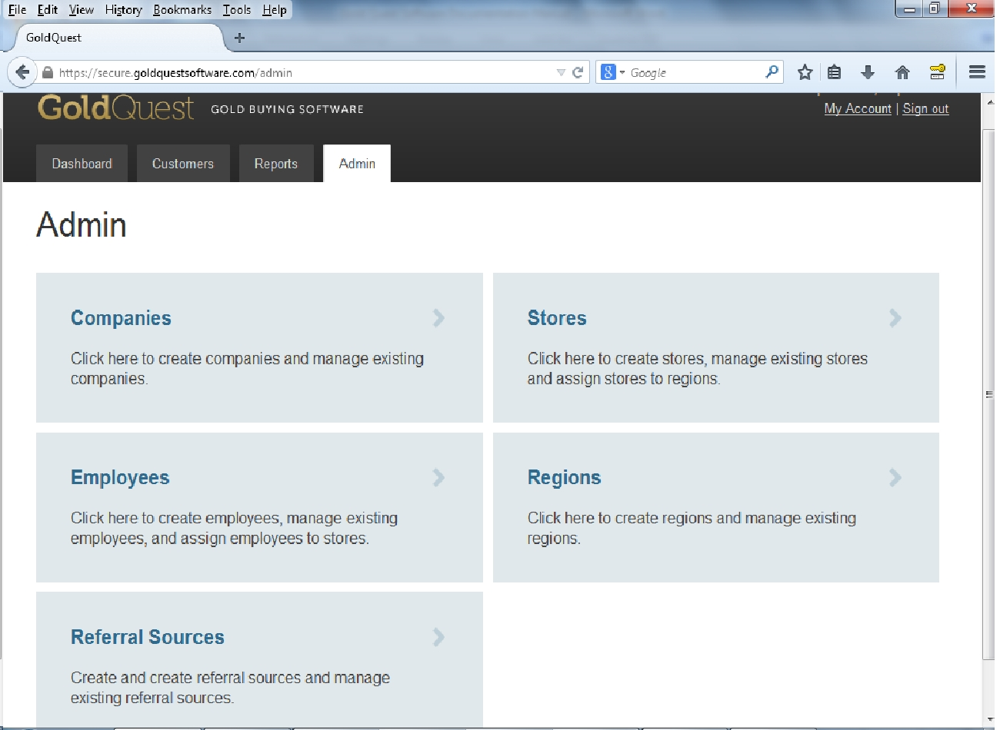 File Edit View History Bookmarks Tools Help
GoldQuest
https://secure.goldquestsoftware.com/admin
Google
GoldQuest GOLD BUYING SOFTWARE
My Account | Sign out
Dashboard Customers Reports Admin
Admin
Companies
Click here to create companies and manage existing
companies.
Stores
Click here to create stores, manage existing stores
and assign stores to regions.
Employees
Click here to create employees, manage existing
employees, and assign employees to stores.
Regions
Click here to create regions and manage existing
regions.
Referral Sources
Create and create referral sources and manage
existing referral sources.